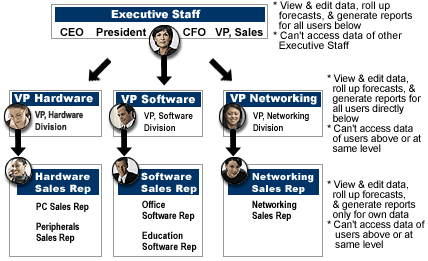 Executive Staff
CEO President CFO VP, Sales
* View & edit data, roll up
forecasts, & generate reports
for all users below
* Can't access data of other
Executive Staff
VP Hardware
VP, Hardware
Division
VP Software
VP, Software
Division
VP Networking
VP, Networking
Division
* View & edit data,
roll up forecasts, &
generate reports for
all users directly
below
* Can't access data
of users above or at
same level
Hardware
Sales Rep
PC Sales Rep
Peripherals
Sales Rep
Software
Sales Rep
Office
Software Rep
Education
Software Rep
Networking
Sales Rep
Networking
Sales Rep
* View & edit data,
roll up forecasts,
& generate reports
only for own data
* Can't access data of
users above or at
same level